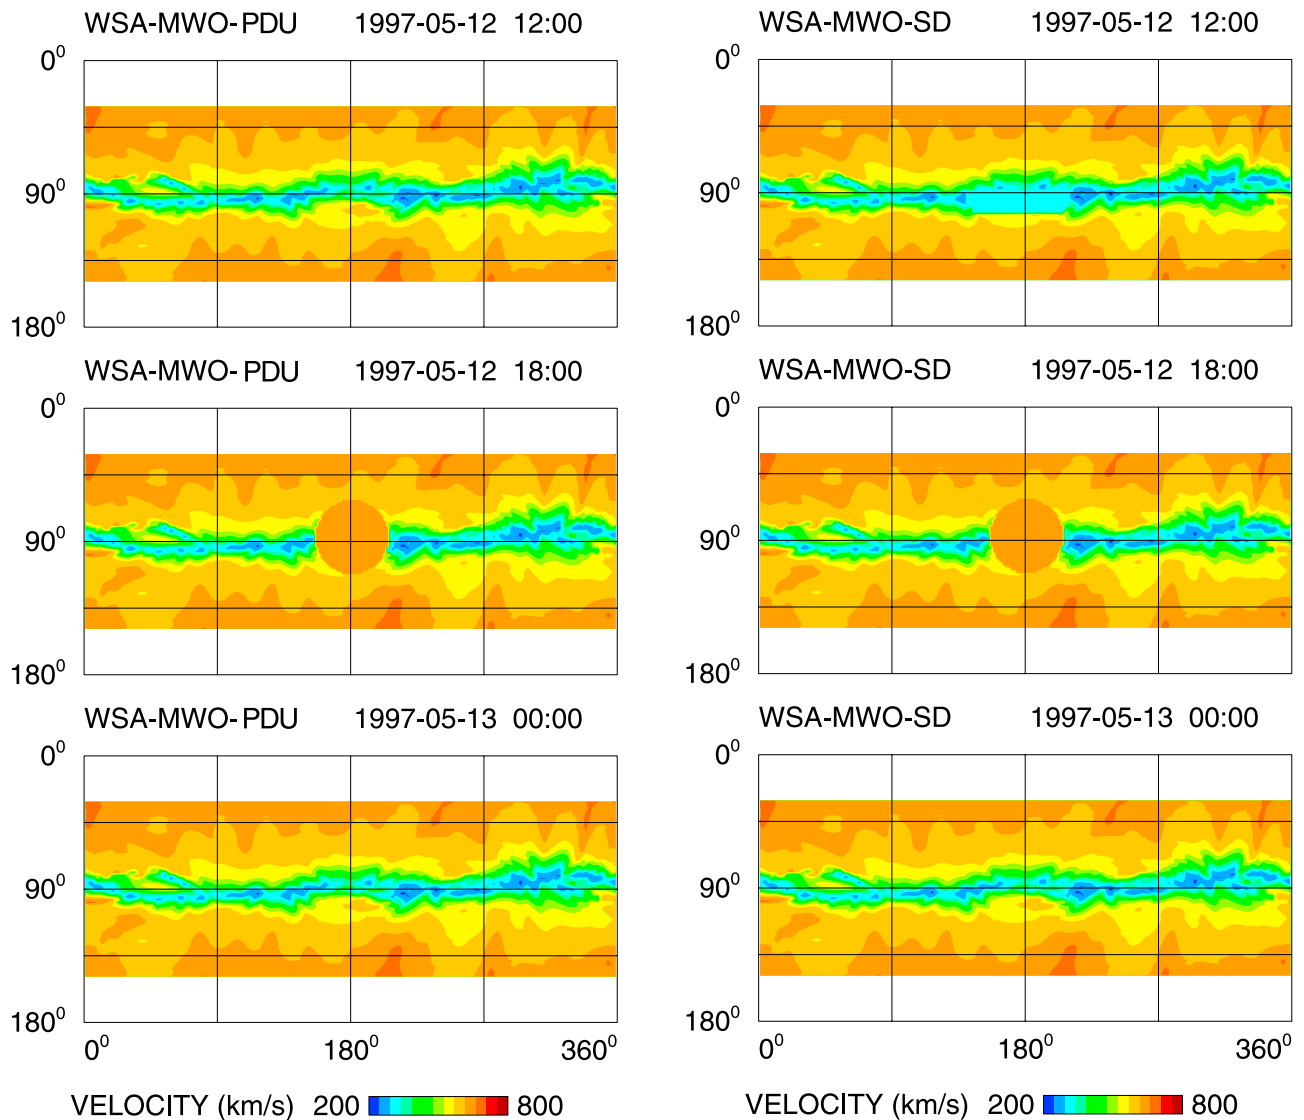 WSA-MWO-PDU 1997-05-12 12:00 WSA-MWO-SD 1997-05-12 12:00
0⁰ 0⁰
90⁰ 90⁰
180⁰ 180⁰
WSA-MWO-PDU 1997-05-12 18:00 WSA-MWO-SD 1997-05-12 18:00
0⁰ 0⁰
90⁰ 90⁰
180⁰ 180⁰
WSA-MWO-PDU 1997-05-13 00:00 WSA-MWO-SD 1997-05-13 00:00
0⁰ 0⁰
90⁰ 90⁰
180⁰ 180⁰
0⁰ 180⁰ 360⁰ 0⁰ 180⁰ 360⁰
VELOCITY (km/s) 200 800 VELOCITY (km/s) 200 800